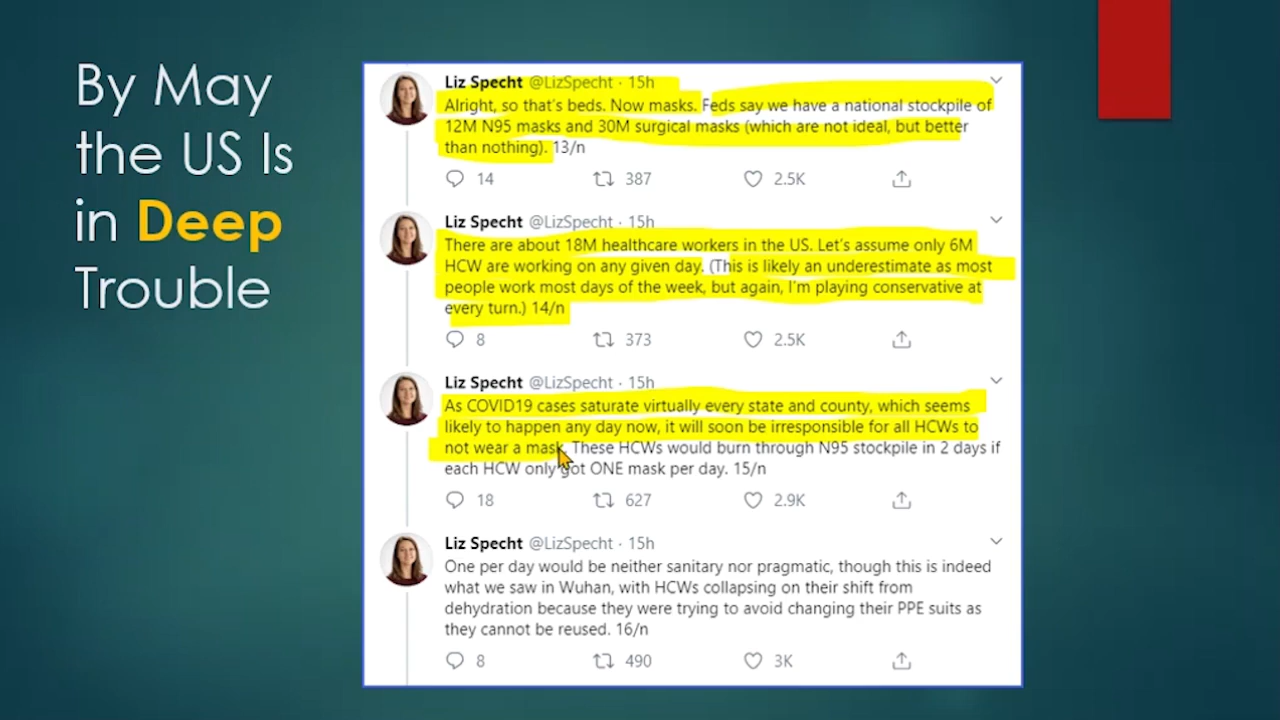 By May
the US Is
in Deep
Trouble
Liz Specht @LizSpecht · 15h
Alright, so that's beds. Now masks. Feds say we have a national stockpile of
12M N95 masks and 30M surgical masks (which are not ideal, but better
than nothing). 13/n
14 387 2.5K
Liz Specht @LizSpecht · 15h
There are about 18M healthcare workers in the US. Let's assume only 6M
HCW are working on any given day. (This is likely an underestimate as most
people work most days of the week, but again, I'm playing conservative at
every turn.) 14/n
8 373 2.5K
Liz Specht @LizSpecht · 15h
As COVID19 cases saturate virtually every state and county, which seems
likely to happen any day now, it will soon be irresponsible for all HCWs to
not wear a mask. These HCWs would burn through N95 stockpile in 2 days if
each HCW only got ONE mask per day. 15/n
18 627 2.9K
Liz Specht @LizSpecht · 15h
One per day would be neither sanitary nor pragmatic, though this is indeed
what we saw in Wuhan, with HCWs collapsing on their shift from
dehydration because they were trying to avoid changing their PPE suits as
they cannot be reused. 16/n
8 490 3K